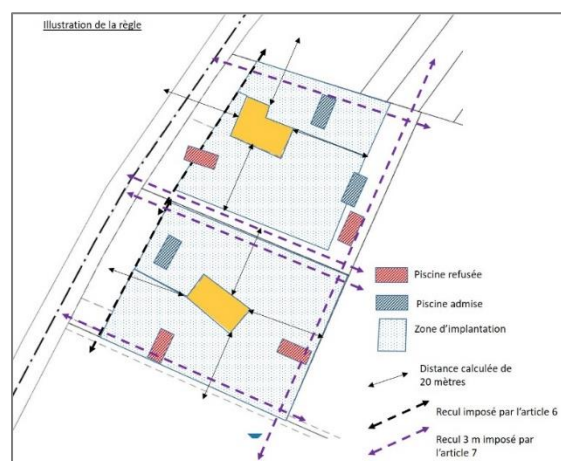 Illustration de la règle
Piscine refusée
Piscine admise
Zone d'implantation
Distance calculée de
20 mètres
Recul imposé par l'article 6
Recul 3 m imposé par
l'article 7